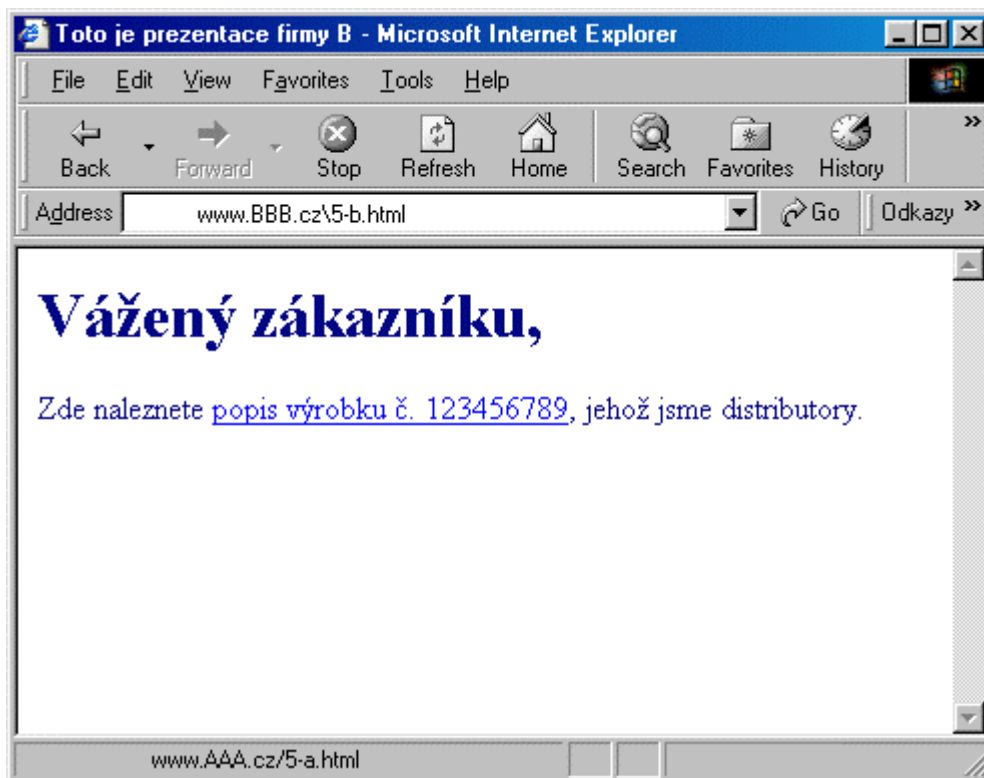 Toto je prezentace firmy B - Microsoft Internet Explorer
File Edit View Favorites Tools Help
Back Forward Stop Refresh Home Search Favorites History »
Address www.BBB.cz\5-b.html Go Odkazy »
Vážený zákazníku,
Zde naleznete popis výrobku č. 123456789, jehož jsme distributory.
www.AAA.cz/5-a.html